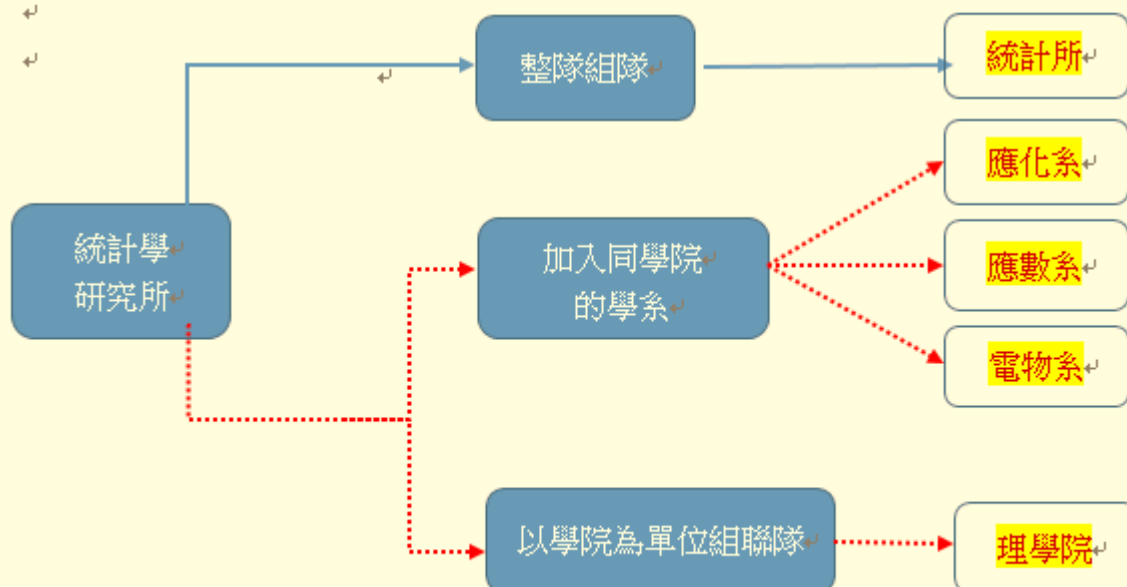 整隊組隊
統計所
應化系
統計學
研究所
加入同學院
的學系
應數系
電物系
以學院為單位組聯隊
理學院